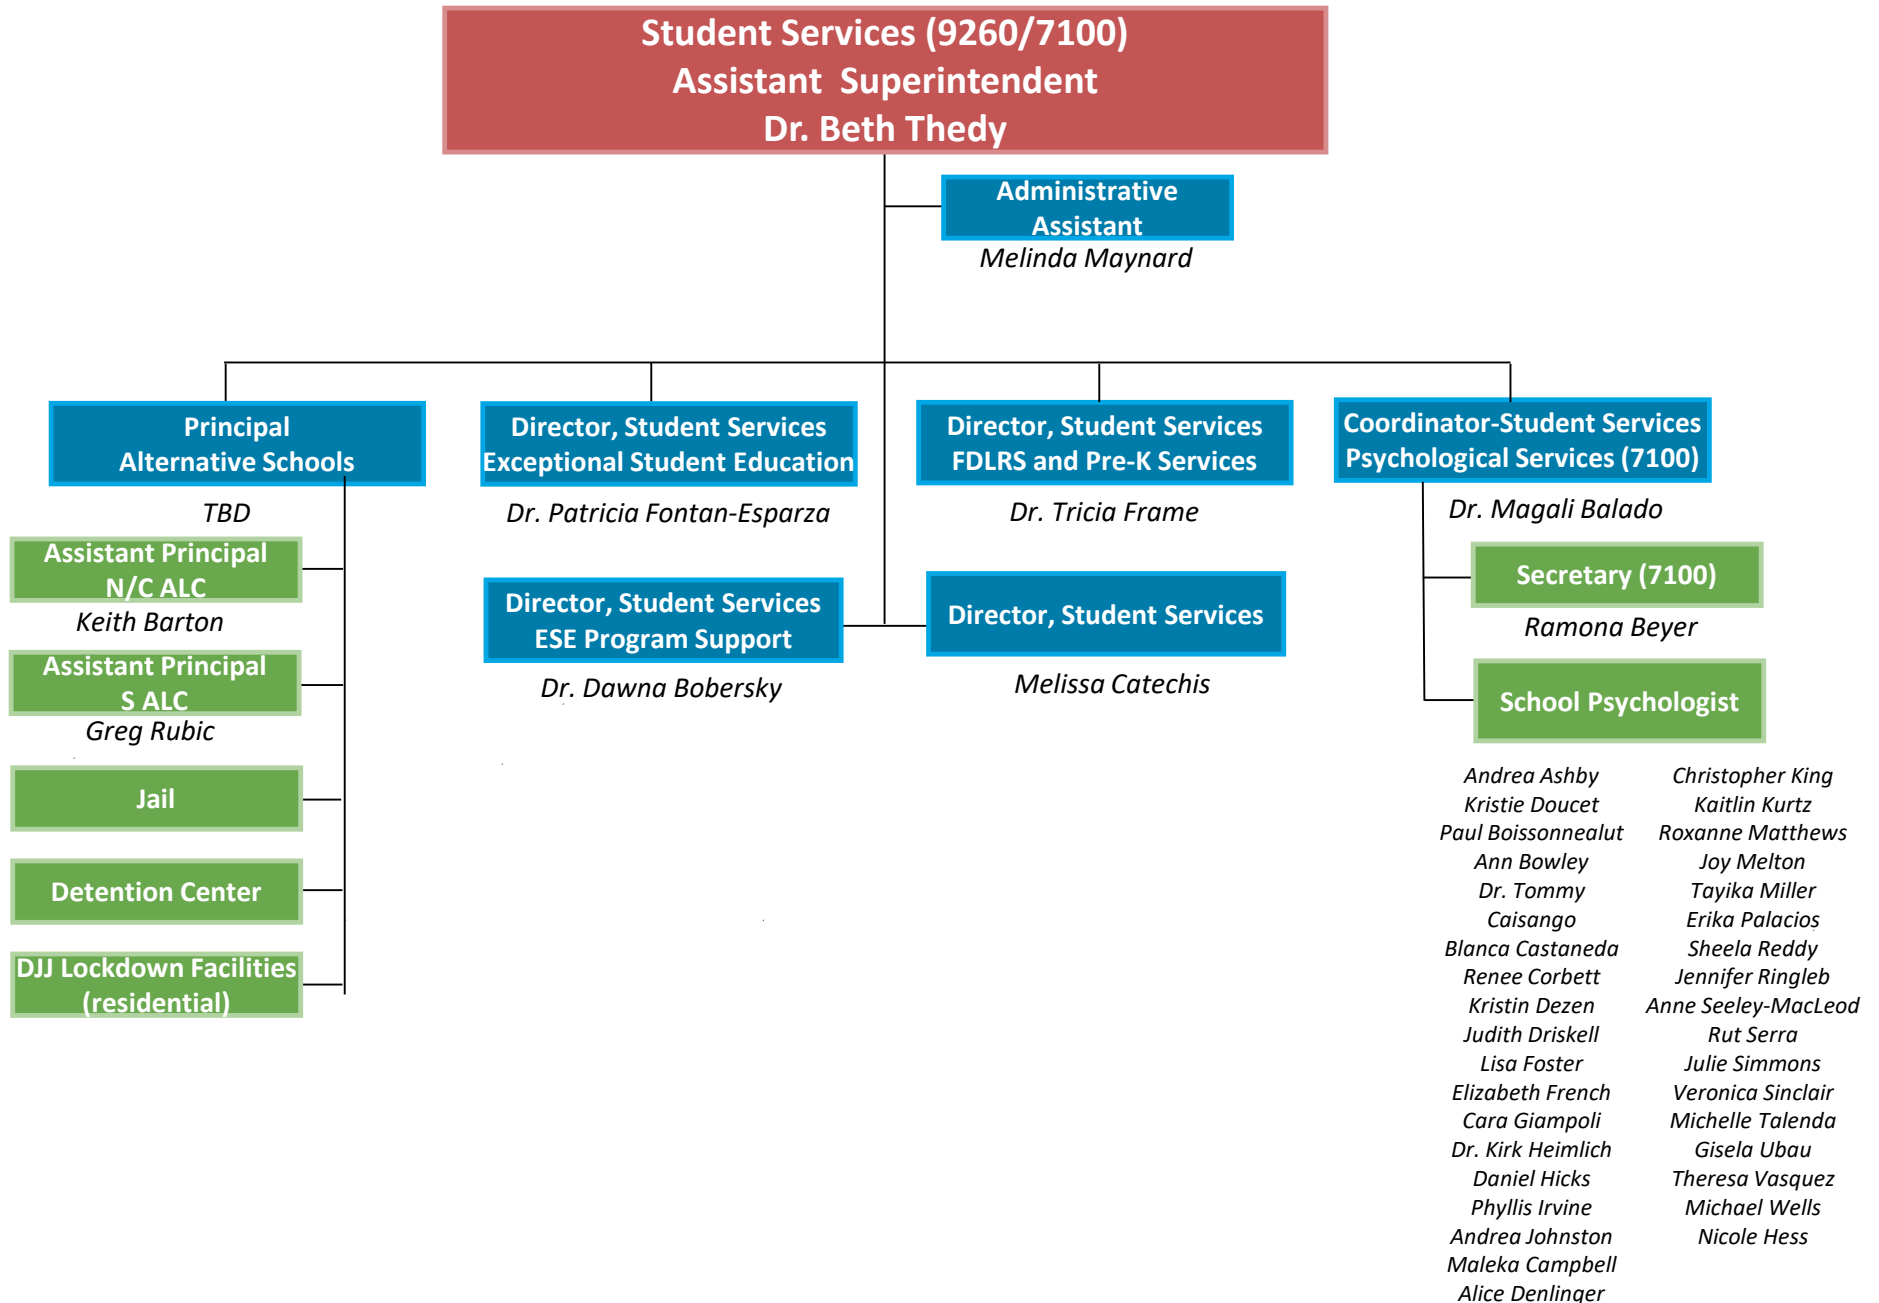 Student Services (9260/7100)
Assistant Superintendent
Dr. Beth Thedy
Administrative
Assistant
Melinda Maynard
Principal
Alternative Schools
TBD
Director, Student Services
Exceptional Student Education
Dr. Patricia Fontan-Esparza
Director, Student Services
FDLRS and Pre-K Services
Dr. Tricia Frame
Coordinator-Student Services
Psychological Services (7100)
Dr. Magali Balado
Assistant Principal
N/C ALC
Keith Barton
Assistant Principal
S ALC
Greg Rubic
Jail
Detention Center
DJJ Lockdown Facilities
(residential)
Director, Student Services
ESE Program Support
Dr. Dawna Bobersky
Director, Student Services
Melissa Catechis
Secretary (7100)
Ramona Beyer
School Psychologist
Andrea Ashby
Kristie Doucet
Paul Boissonnealut
Ann Bowley
Dr. Tommy
Caisango
Blanca Castaneda
Renee Corbett
Kristin Dezen
Judith Driskell
Lisa Foster
Elizabeth French
Cara Giampoli
Dr. Kirk Heimlich
Daniel Hicks
Phyllis Irvine
Andrea Johnston
Maleka Campbell
Alice Denlinger
Christopher King
Kaitlin Kurtz
Roxanne Matthews
Joy Melton
Tayika Miller
Erika Palacios
Sheela Reddy
Jennifer Ringleb
Anne Seeley-MacLeod
Rut Serra
Julie Simmons
Veronica Sinclair
Michelle Talenda
Gisela Ubau
Theresa Vasquez
Michael Wells
Nicole Hess